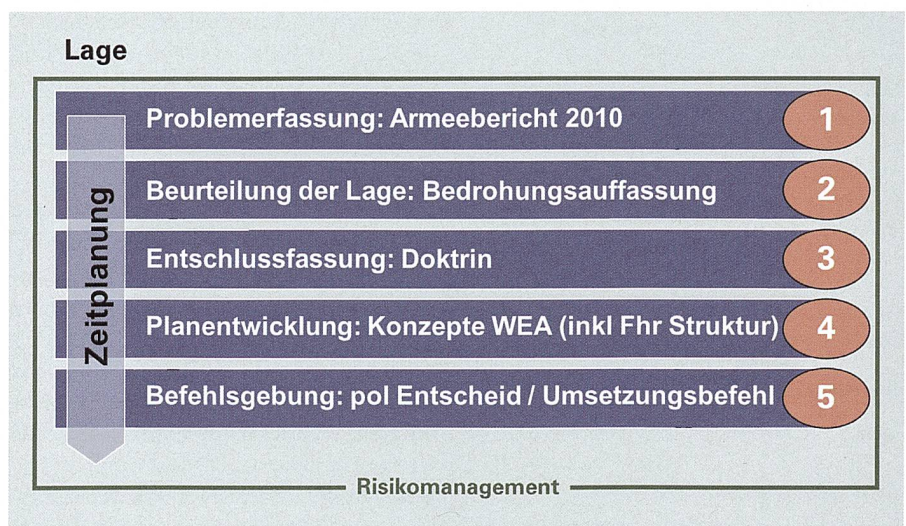 Lage
Zeitplanung
Problemerfassung: Armeebericht 2010 1
Beurteilung der Lage: Bedrohungsauffassung 2
Entschlussfassung: Doktrin 3
Planentwicklung: Konzepte WEA (inkl Fhr Struktur) 4
Befehlsgebung: pol Entscheid / Umsetzungsbefehl 5
Risikomanagement